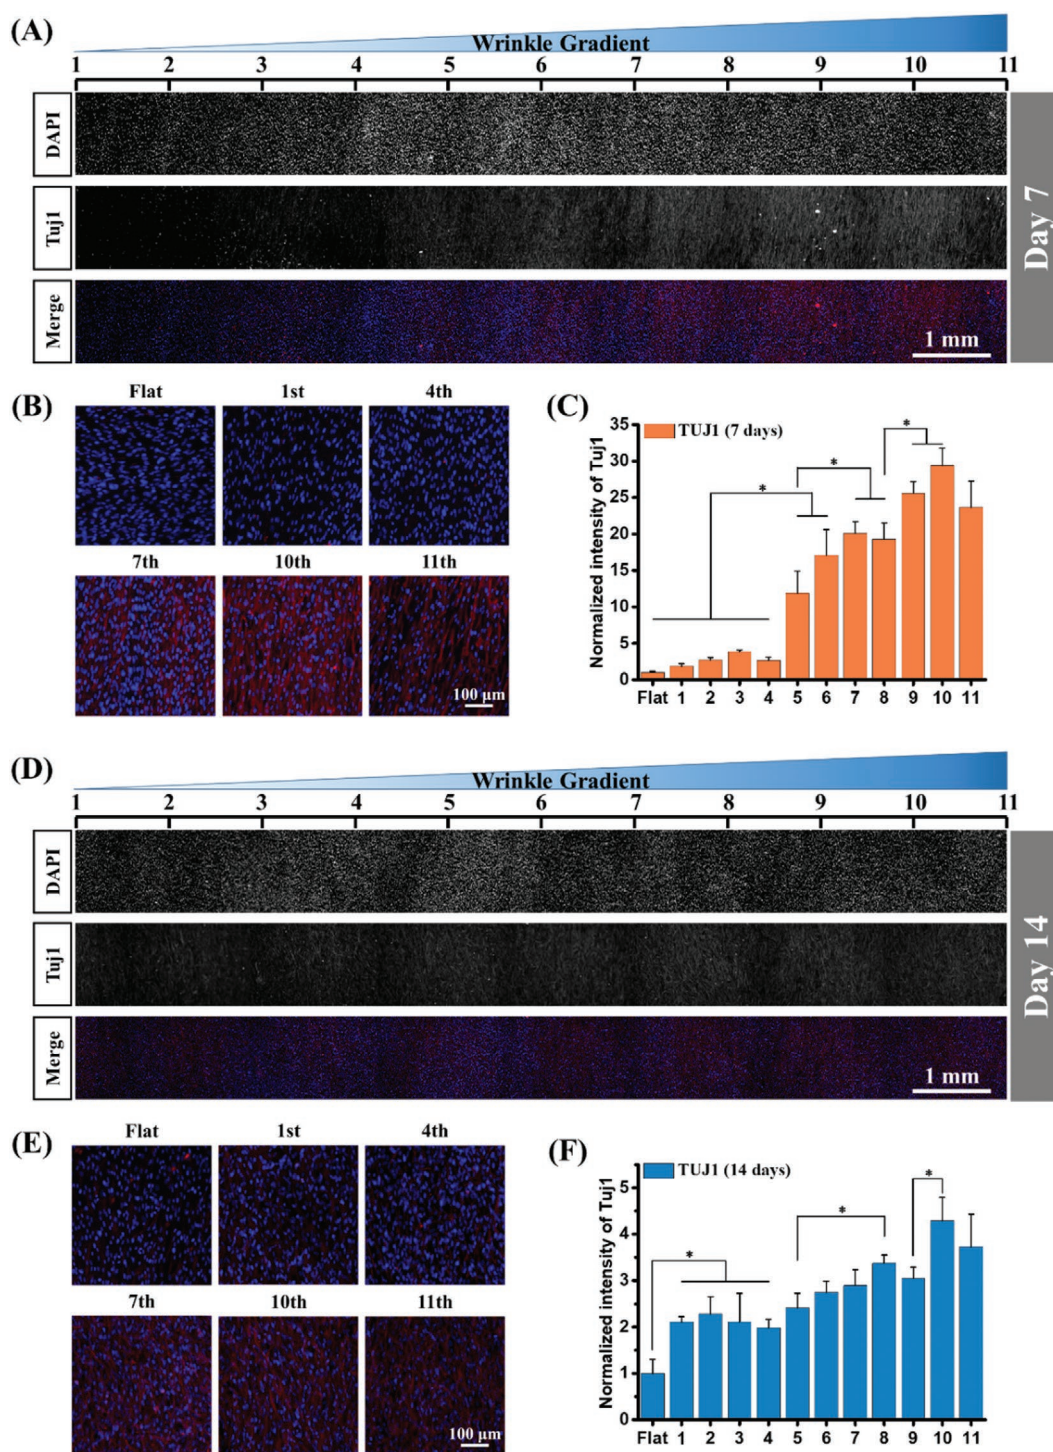 (A)
Wrinkle Gradient
1 2 3 4 5 6 7 8 9 10 11
DAPI
Tuj1
Merge
1 mm
Day 7
(B)
Flat 1st 4th
7th 10th 11th
100 μm
(C)
TUJ1 (7 days)
Normalized intensity of Tuj1
35
30
25
20
15
10
5
0
* * *
Flat 1 2 3 4 5 6 7 8 9 10 11
(D)
Wrinkle Gradient
1 2 3 4 5 6 7 8 9 10 11
DAPI
Tuj1
Merge
1 mm
Day 14
(E)
Flat 1st 4th
7th 10th 11th
100 μm
(F)
TUJ1 (14 days)
Normalized intensity of Tuj1
5
4
3
2
1
0
* * *
Flat 1 2 3 4 5 6 7 8 9 10 11